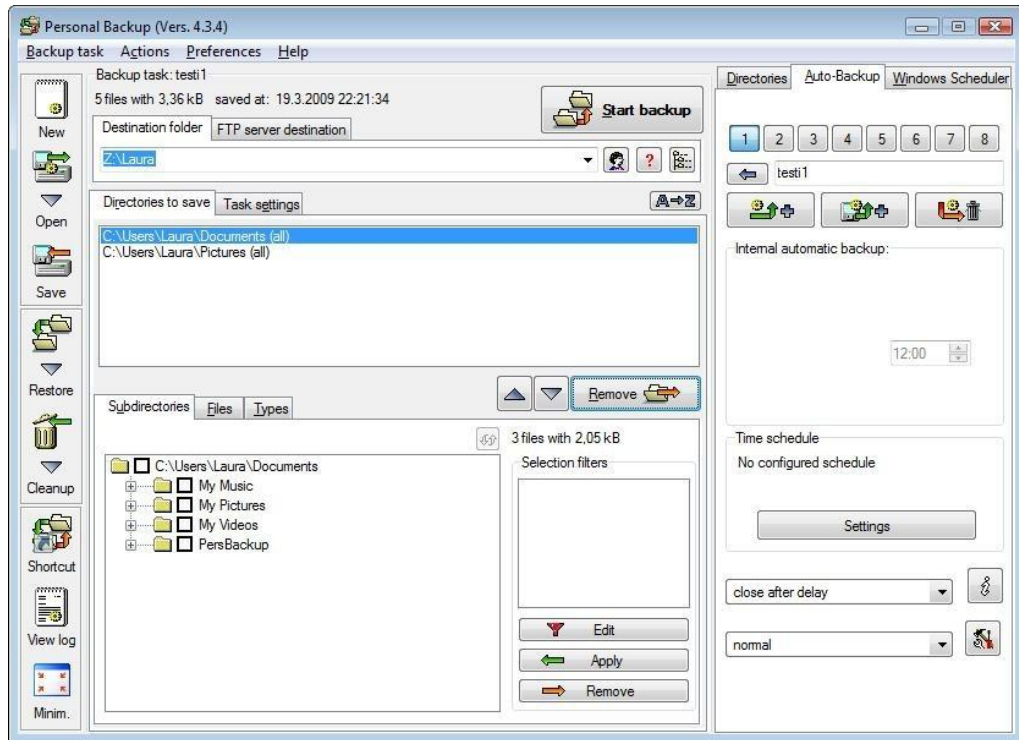 Personal Backup (Vers. 4.3.4)
Backup task Actions Preferences Help
New
Open
Save
Restore
Cleanup
Shortcut
View log
Minim.
Backup task: testi1
5 files with 3,36 kB saved at: 19.3.2009 22:21:34
Start backup
Destination folder FTP server destination
Z:\Laura
?
Directories to save Task settings
A Z
C:\Users\Laura\Documents (all)
C:\Users\Laura\Pictures (all)
Remove
Subdirectories Files Types
3 files with 2,05 kB
C:\Users\Laura\Documents
My Music
My Pictures
My Videos
PersBackup
Selection filters
Edit
Apply
Remove
Directories Auto-Backup Windows Scheduler
1 2 3 4 5 6 7 8
testi1
Internal automatic backup:
12:00
Time schedule
No configured schedule
Settings
close after delay
i
normal